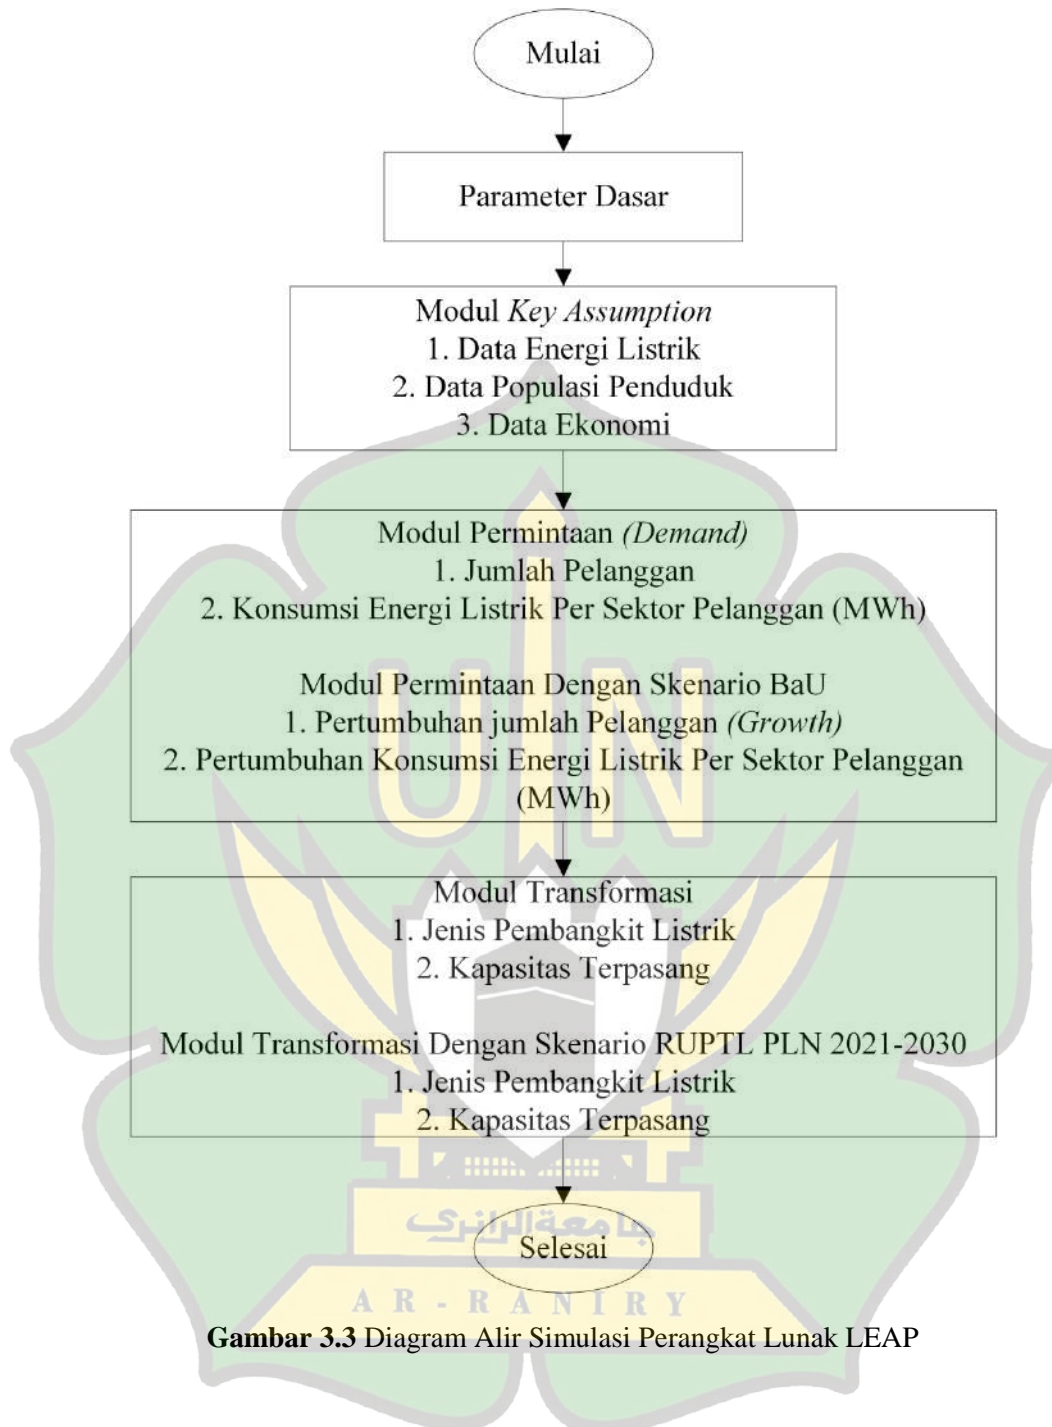 Mulai
Parameter Dasar
Modul Key Assumption
1. Data Energi Listrik
2. Data Populasi Penduduk
3. Data Ekonomi
Modul Permintaan (Demand)
1. Jumlah Pelanggan
2. Konsumsi Energi Listrik Per Sektor Pelanggan (MWh)
UIN
Modul Permintaan Dengan Skenario BaU
1. Pertumbuhan jumlah Pelanggan (Growth)
2. Pertumbuhan Konsumsi Energi Listrik Per Sektor Pelanggan
(MWh)
Modul Transformasi
1. Jenis Pembangkit Listrik
2. Kapasitas Terpasang
Modul Transformasi Dengan Skenario RUPTL PLN 2021-2030
1. Jenis Pembangkit Listrik
2. Kapasitas Terpasang
جامعة الرانري
Selesai
AR-RANIRY
Gambar 3.3 Diagram Alir Simulasi Perangkat Lunak LEAP